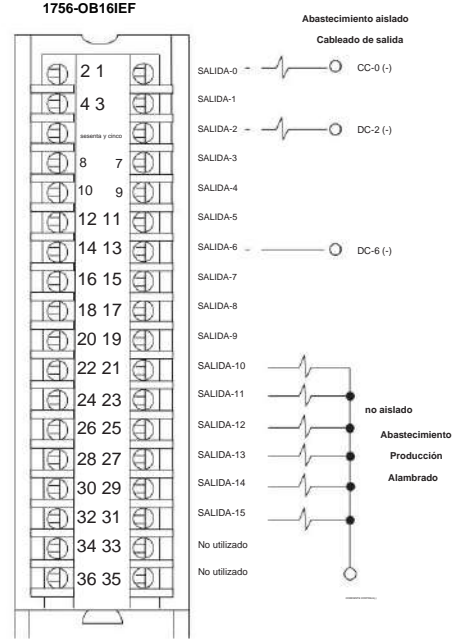 1756-OB16IEF
Abastecimiento aislado
Cableado de salida
2 1 SALIDA-0 CC-0 (-)
4 3 SALIDA-1
sesenta y cinco SALIDA-2 DC-2 (-)
8 7 SALIDA-3
10 9 SALIDA-4
12 11 SALIDA-5
14 13 SALIDA-6 DC-6 (-)
16 15 SALIDA-7
18 17 SALIDA-8
20 19 SALIDA-9
22 21 SALIDA-10
24 23 SALIDA-11
no aislado
26 25 SALIDA-12
Abastecimiento
28 27 SALIDA-13
Producción
30 29 SALIDA-14
Alambrado
32 31 SALIDA-15
34 33 No utilizado
36 35 No utilizado